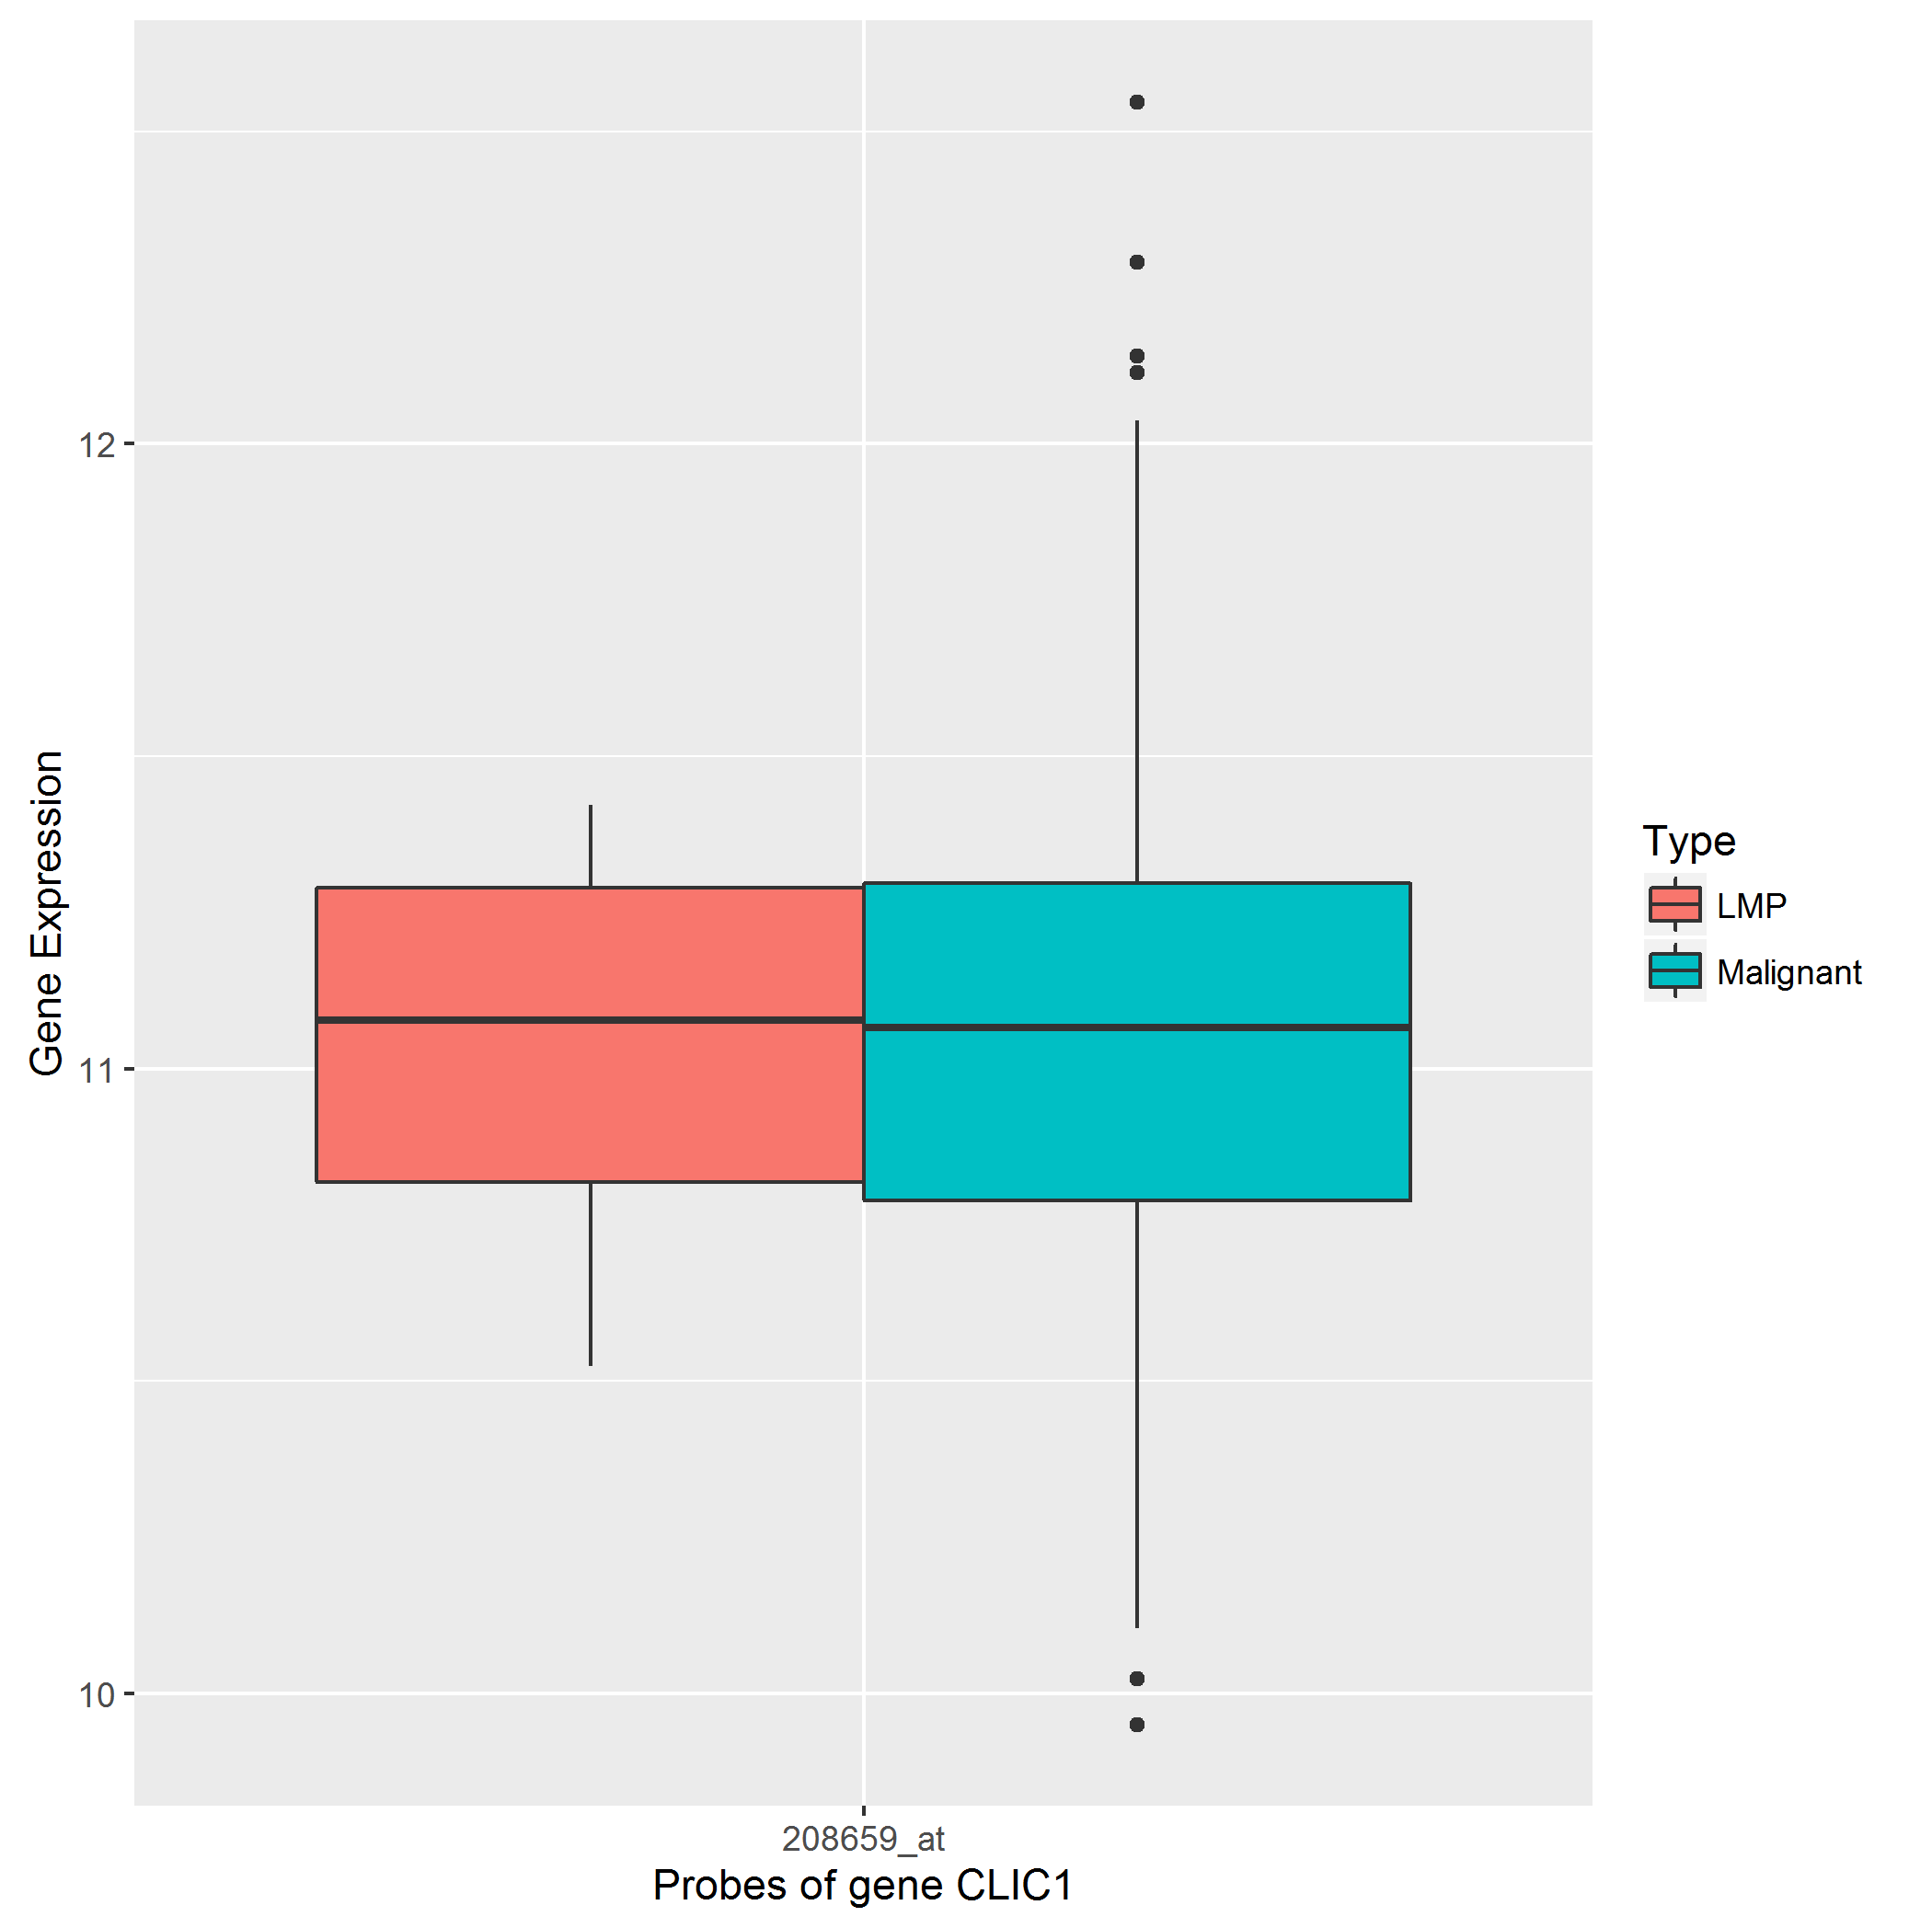 Gene Expression
12
11
10
208659_at
Probes of gene CLIC1
Type
LMP
Malignant